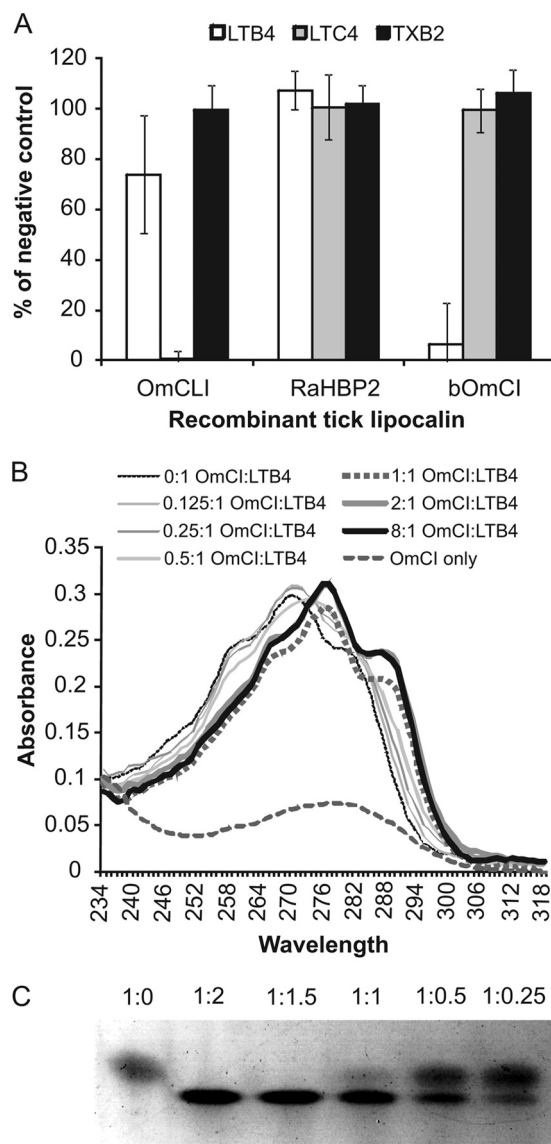 A
LTB4 LTC4 TXB2
120
100
80
60
40
20
0
% of negative control
OmCLI RaHBP2 bOmCI
Recombinant tick lipocalin
B
0:1 OmCI:LTB4 1:1 OmCI:LTB4
0.125:1 OmCI:LTB4 2:1 OmCI:LTB4
0.25:1 OmCI:LTB4 8:1 OmCI:LTB4
0.5:1 OmCI:LTB4 OmCI only
0.35
0.3
0.25
0.2
0.15
0.1
0.05
0
Absorbance
234 240 246 252 258 264 270 276 282 288 294 300 306 312 318
Wavelength
C
1:0 1:2 1:1.5 1:1 1:0.5 1:0.25